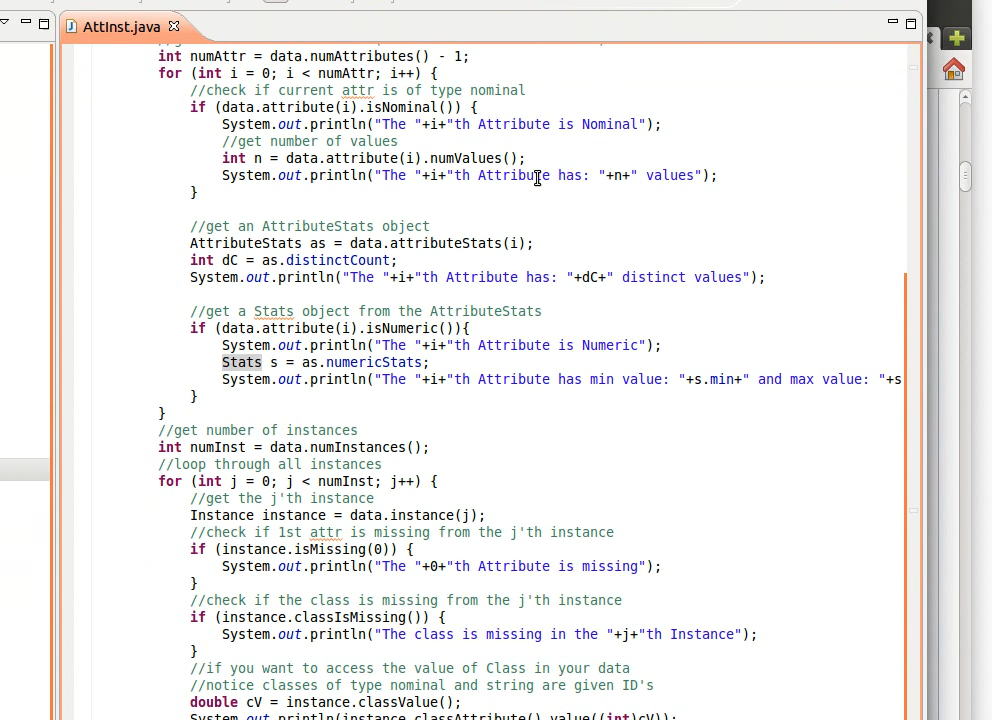 AttInst.java
int numAttr = data.numAttributes() - 1;
for (int i = 0; i < numAttr; i++) {
//check if current attr is of type nominal
if (data.attribute(i).isNominal()) {
System.out.println("The "+i+"th Attribute is Nominal");
//get number of values
int n = data.attribute(i).numValues();
System.out.println("The "+i+"th Attribute has: "+n+" values");
}
//get an AttributeStats object
AttributeStats as = data.attributeStats(i);
int dC = as.distinctCount;
System.out.println("The "+i+"th Attribute has: "+dC+" distinct values");
//get a Stats object from the AttributeStats
if (data.attribute(i).isNumeric()){
System.out.println("The "+i+"th Attribute is Numeric");
Stats s = as.numericStats;
System.out.println("The "+i+"th Attribute has min value: "+s.min+" and max value: "+s
}
}
//get number of instances
int numInst = data.numInstances();
//loop through all instances
for (int j = 0; j < numInst; j++) {
//get the j'th instance
Instance instance = data.instance(j);
//check if 1st attr is missing from the j'th instance
if (instance.isMissing(0)) {
System.out.println("The "+0+"th Attribute is missing");
}
//check if the class is missing from the j'th instance
if (instance.classIsMissing()) {
System.out.println("The class is missing in the "+j+"th Instance");
}
//if you want to access the value of Class in your data
//notice classes of type nominal and string are given ID's
double cV = instance.classValue();
System.out.println(instance.classAttribute().value((int)cV));